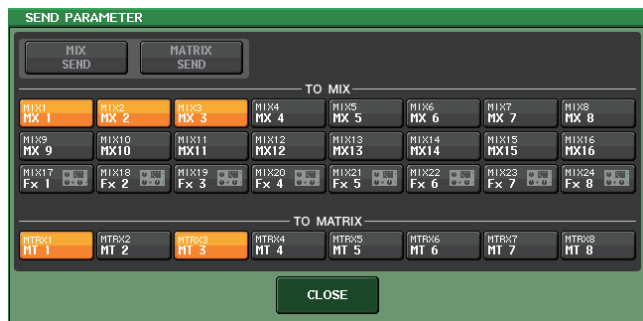 SEND PARAMETER
MIX SEND
MATRIX SEND
TO MIX
MIX1 MIX2 MIX3 MIX4 MIX5 MIX6 MIX7 MIX8
MX 1 MX 2 MX 3 MX 4 MX 5 MX 6 MX 7 MX 8
MIX9 MIX10 MIX11 MIX12 MIX13 MIX14 MIX15 MIX16
MX 9 MX10 MX11 MX12 MX13 MX14 MX15 MX16
MIX17 MIX18 MIX19 MIX20 MIX21 MIX22 MIX23 MIX24
Fx 1 Fx 2 Fx 3 Fx 4 Fx 5 Fx 6 Fx 7 Fx 8
TO MATRIX
MTRX1 MTRX2 MTRX3 MTRX4 MTRX5 MTRX6 MTRX7 MTRX8
MT 1 MT 2 MT 3 MT 4 MT 5 MT 6 MT 7 MT 8
CLOSE